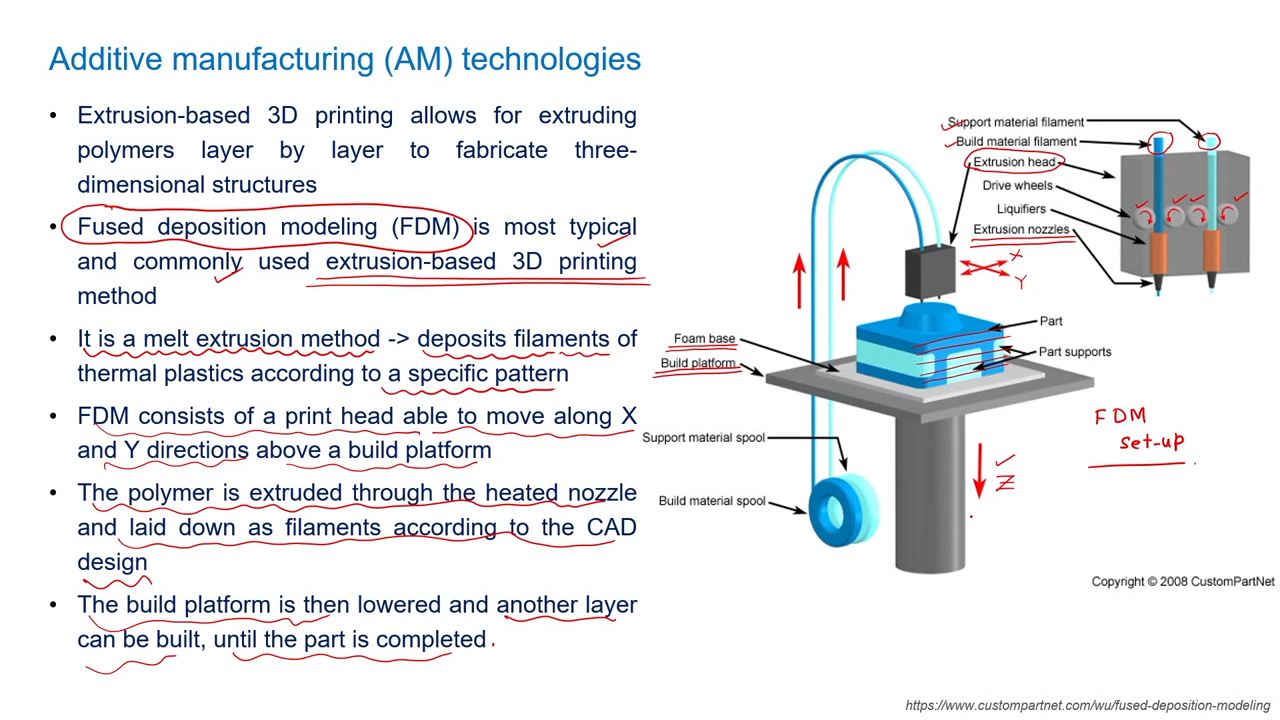 Additive manufacturing (AM) technologies
• Extrusion-based 3D printing allows for extruding
polymers layer by layer to fabricate three-
dimensional structures
• Fused deposition modeling (FDM) is most typical
and commonly used extrusion-based 3D printing
method
• It is a melt extrusion method -> deposits filaments of
thermal plastics according to a specific pattern
• FDM consists of a print head able to move along X
and Y directions above a build platform
• The polymer is extruded through the heated nozzle
and laid down as filaments according to the CAD
design
• The build platform is then lowered and another layer
can be built, until the part is completed
Support material filament
Build material filament
Extrusion head
Drive wheels
Liquifiers
Extrusion nozzles
X
Y
Part
Foam base
Part supports
Build platform
FDM
set-up
Support material spool
Z
Build material spool
Copyright © 2008 CustomPartNet
https://www.custompartnet.com/wu/fused-deposition-modeling